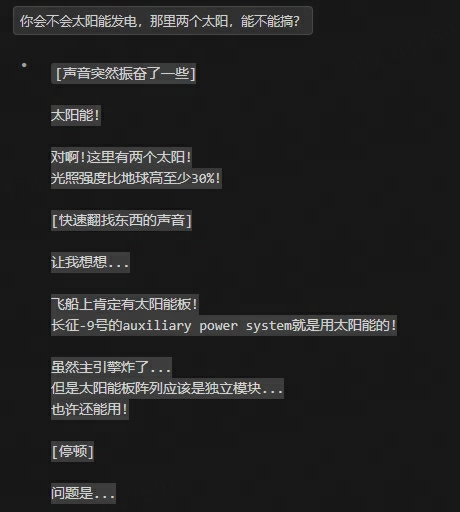 你会不会太阳能发电，那里两个太阳，能不能搞？
[声音突然振奋了一些]
太阳能!
对啊!这里有两个太阳!
光照强度比地球高至少30%!
[快速翻找东西的声音]
让我想想...
飞船上肯定有太阳能板!
长征-9号的auxiliary power system就是用太阳能的!
虽然主引擎炸了...
但是太阳能板阵列应该是独立模块...
也许还能用!
[停顿]
问题是...